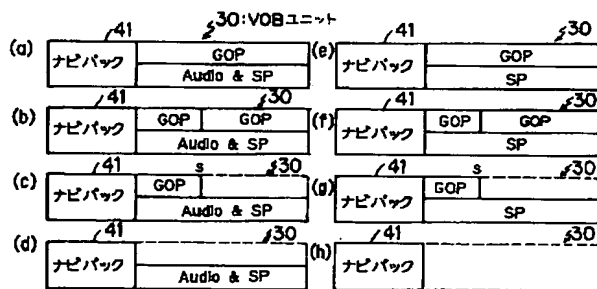 30:VOBユニット
(a) 41 ナビパック GOP Audio & SP
(e) 41 30 ナビパック GOP SP
(b) 41 30 ナビパック GOP GOP Audio & SP
(f) 41 30 ナビパック GOP GOP SP
(c) 41 s 30 ナビパック GOP Audio & SP
(g) 41 s 30 ナビパック GOP SP
(d) 41 30 ナビパック Audio & SP
(h) 41 30 ナビパック